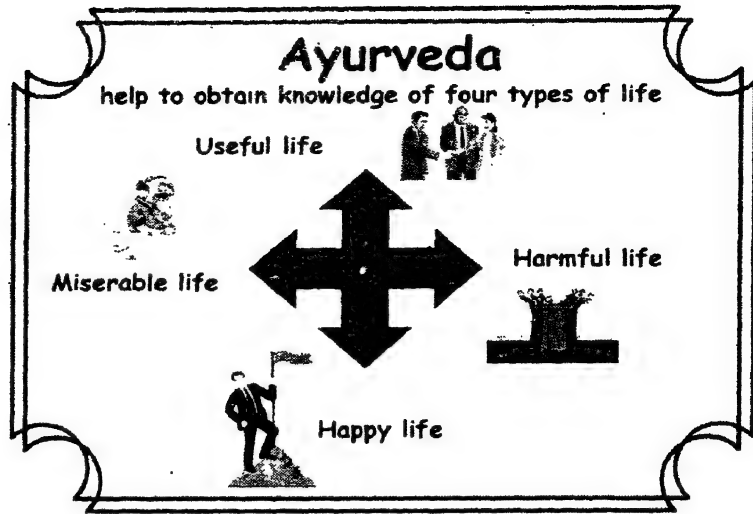 Ayurveda
help to obtain knowledge of four types of life
Useful life
Harmful life
Miserable life
Happy life